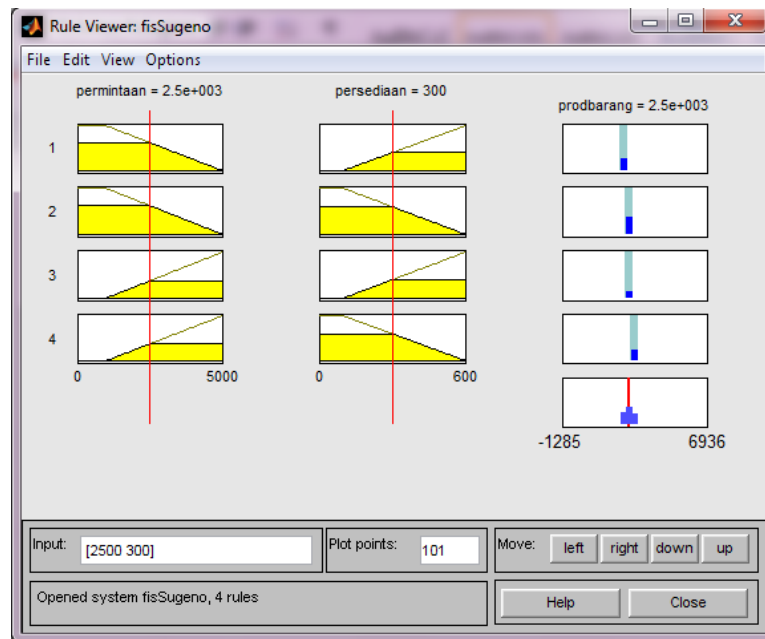 Rule Viewer: fisSugeno
File Edit View Options
permintaan = 2.5e+003
persediaan = 300
prodbarang = 2.5e+003
1
2
3
4
0 5000
0 600
-1285 6936
Input: [2500 300]
Plot points: 101
Move: left right down up
Opened system fisSugeno, 4 rules
Help Close